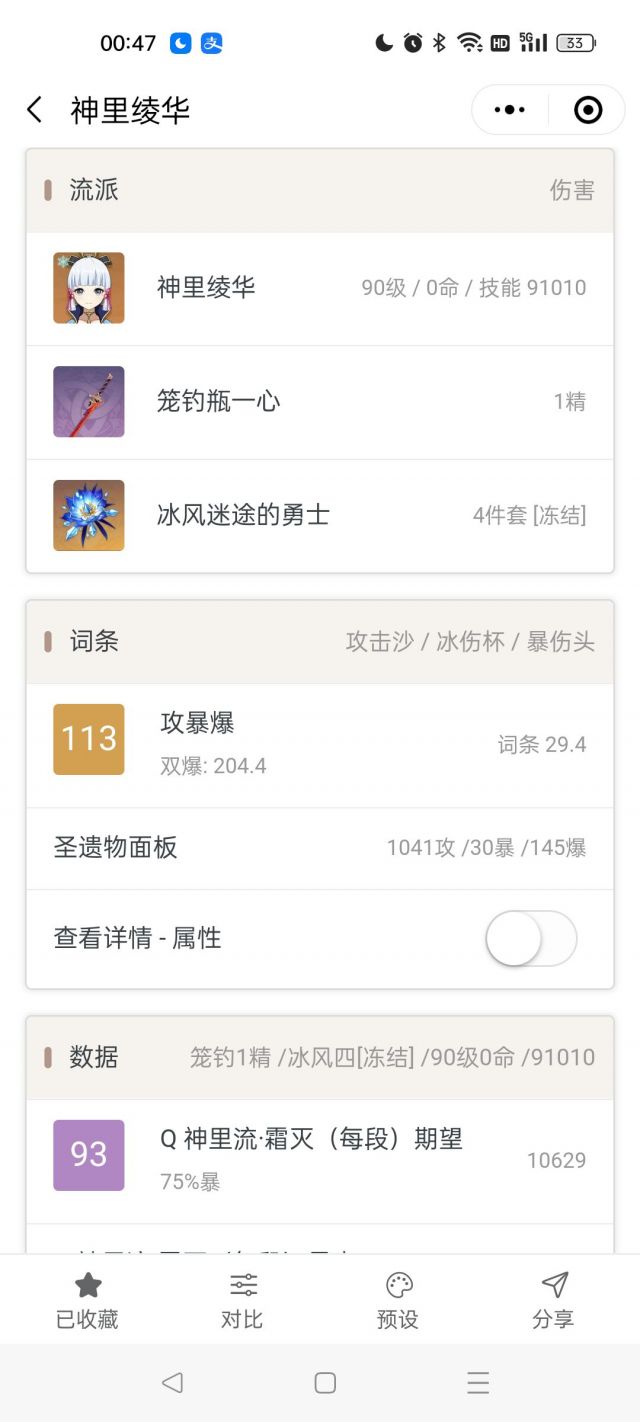 00:47
HD 5G 33
神里绫华
流派 伤害
神里绫华 90级 / 0命 / 技能 91010
笼钓瓶一心 1精
冰风迷途的勇士 4件套 [冻结]
词条 攻击沙 / 冰伤杯 / 暴伤头
113 攻暴爆
双爆: 204.4 词条 29.4
圣遗物面板 1041攻 /30暴 /145爆
查看详情 - 属性
数据 笼钓1精 /冰风四[冻结] /90级0命 /91010
93 Q 神里流·霜灭（每段）期望 10629
75%暴
已收藏 对比 预设 分享